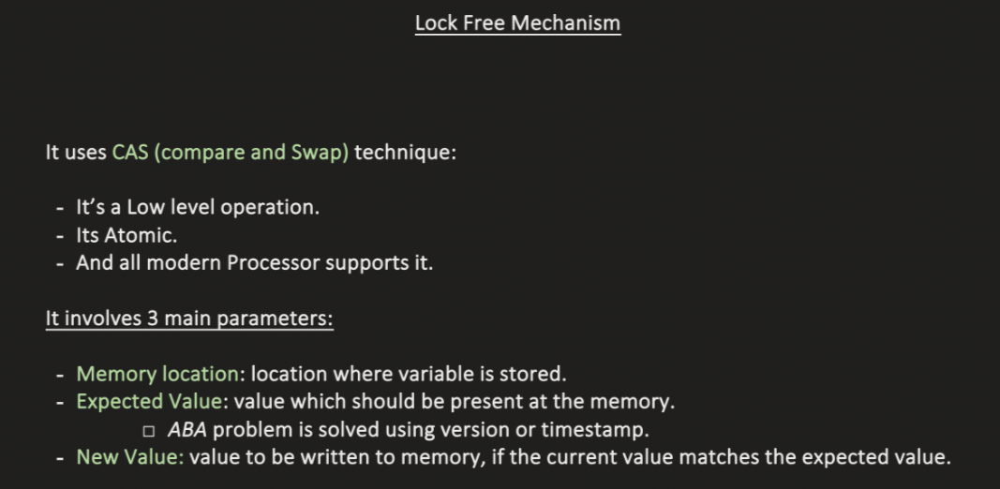 Lock Free Mechanism
It uses CAS (compare and Swap) technique:
- It's a Low level operation.
- Its Atomic.
- And all modern Processor supports it.
It involves 3 main parameters:
- Memory location: location where variable is stored.
- Expected Value: value which should be present at the memory.
□ ABA problem is solved using version or timestamp.
- New Value: value to be written to memory, if the current value matches the expected value.